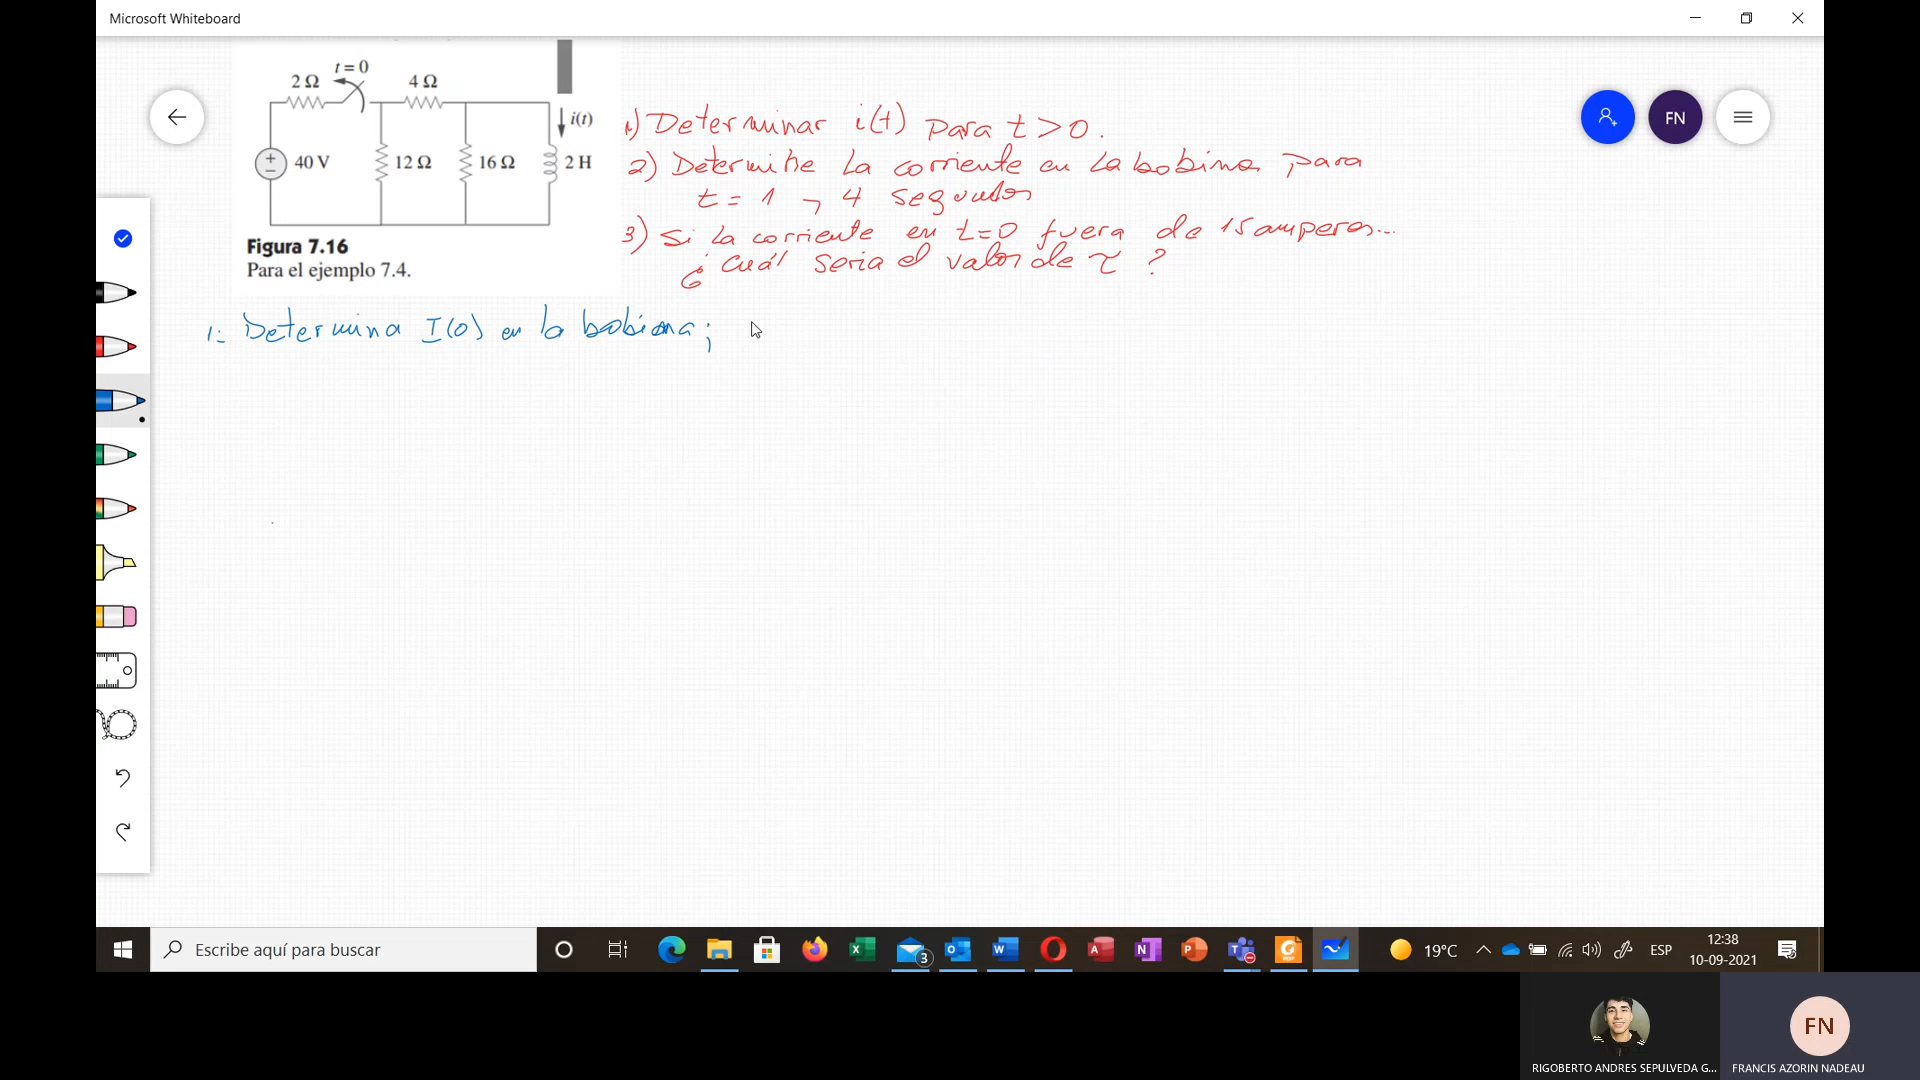 Microsoft Whiteboard
t = 0
2 Ω
4 Ω
i(t)
40 V
12 Ω
16 Ω
2 H
Figura 7.16
Para el ejemplo 7.4.
1) Determinar i(t) para t > 0.
2) Determine la corriente en la bobina para
t = 1 y 4 segundos
3) Si la corriente en t=0 fuera de 15 amperes...
¿Cuál sería el valor de τ ?
1: Determina I(0) en la bobina;
FN
Escribe aquí para buscar
3
19°C
ESP
12:38
10-09-2021
FN
RIGOBERTO ANDRES SEPULVEDA G...
FRANCIS AZORIN NADEAU